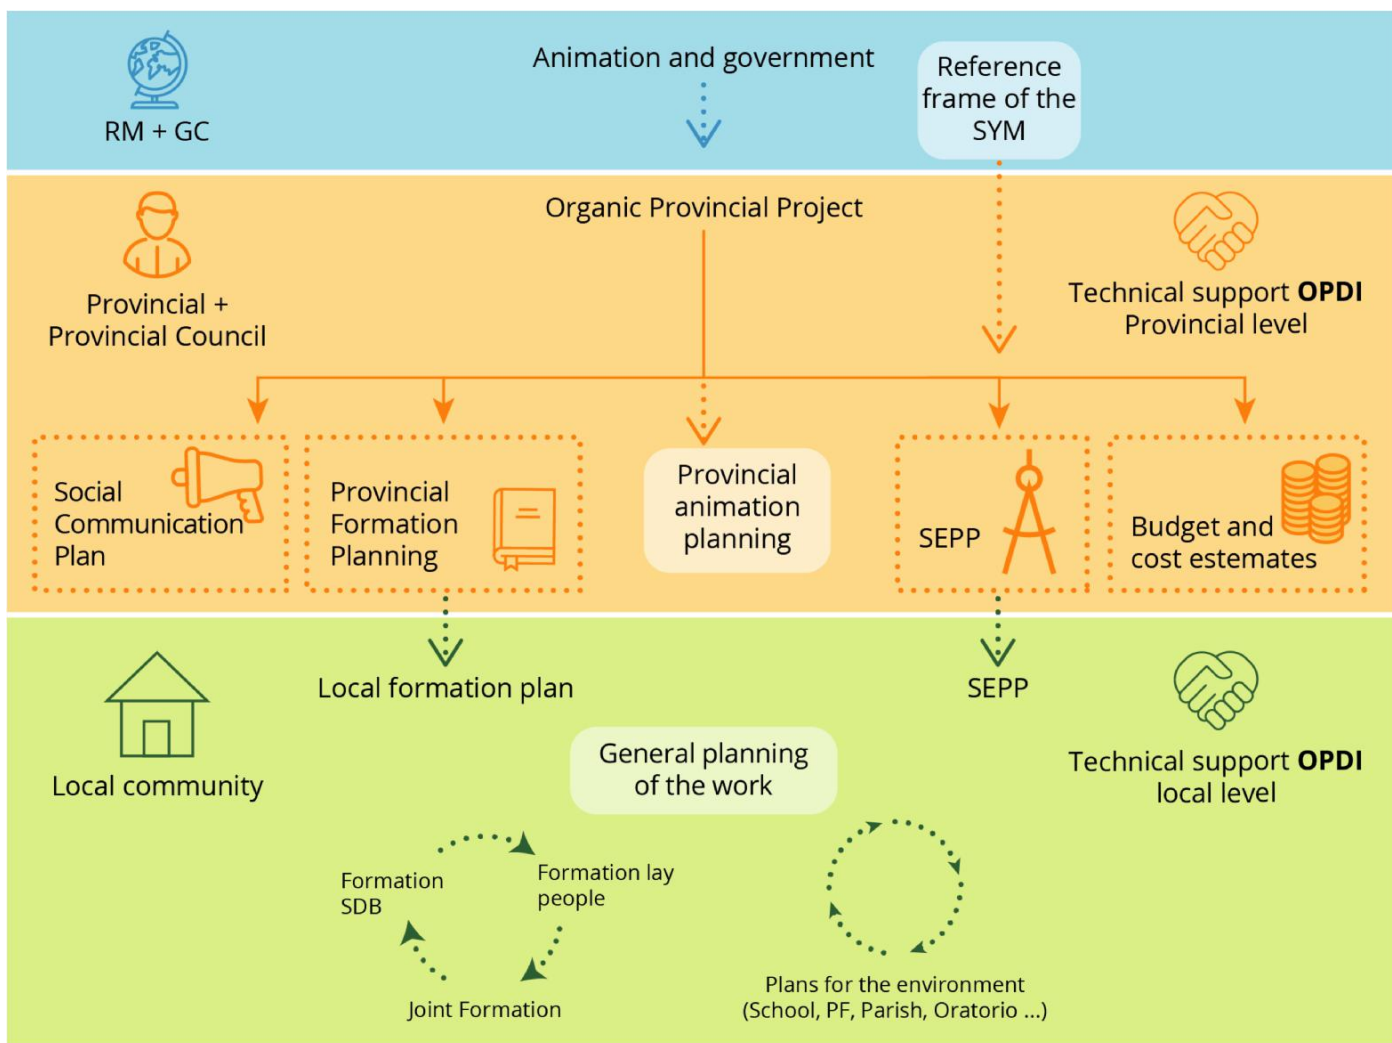 RM + GC
Animation and government
Reference
frame of the
SYM
Provincial +
Provincial Council
Organic Provincial Project
Technical support OPDI
Provincial level
Social
Communication
Plan
Provincial
Formation
Planning
Provincial
animation
planning
SEPP
Budget and
cost estemates
Local community
Local formation plan
SEPP
Technical support OPDI
local level
General planning
of the work
Formation
SDB
Formation lay
people
Joint Formation
Plans for the environment
(School, PF, Parish, Oratorio ...)